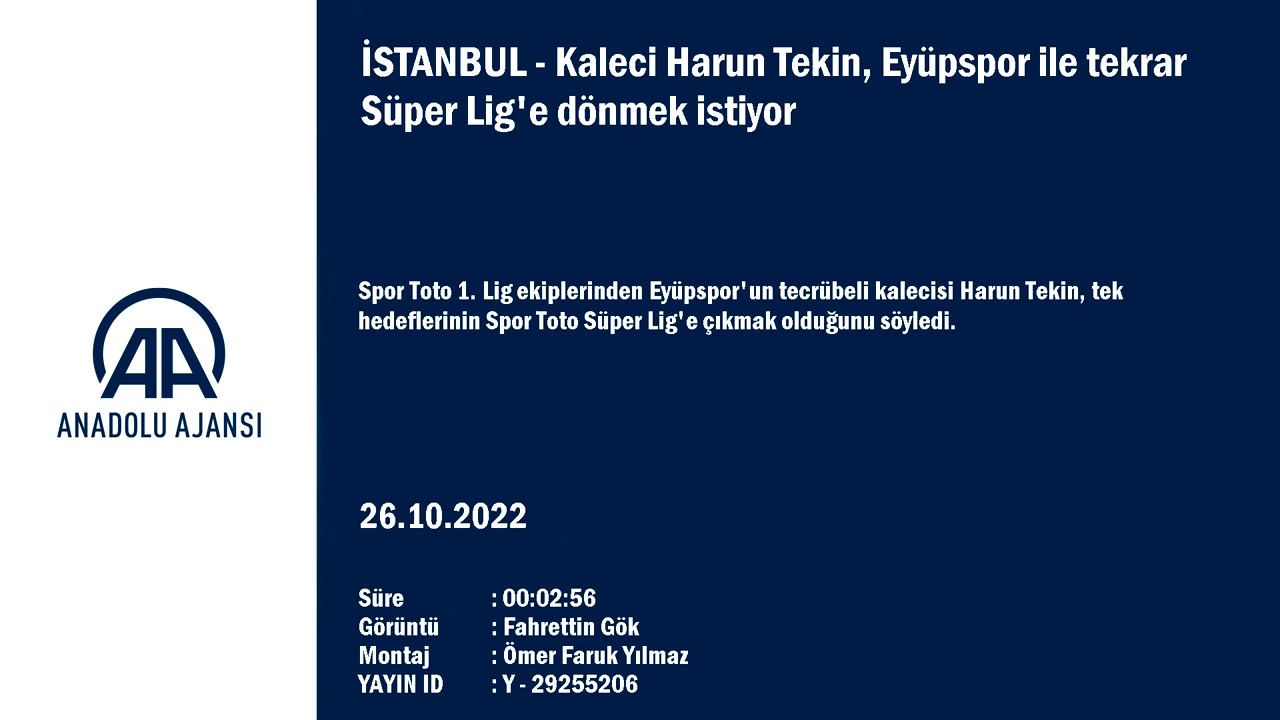 İSTANBUL - Kaleci Harun Tekin, Eyüpspor ile tekrar
Süper Lig'e dönmek istiyor
Spor Toto 1. Lig ekiplerinden Eyüpspor'un tecrübeli kalecisi Harun Tekin, tek
hedeflerinin Spor Toto Süper Lig'e çıkmak olduğunu söyledi.
AA
ANADOLU AJANSI
26.10.2022
Süre : 00:02:56
Görüntü : Fahrettin Gök
Montaj : Ömer Faruk Yılmaz
YAYIN ID : Y - 29255206